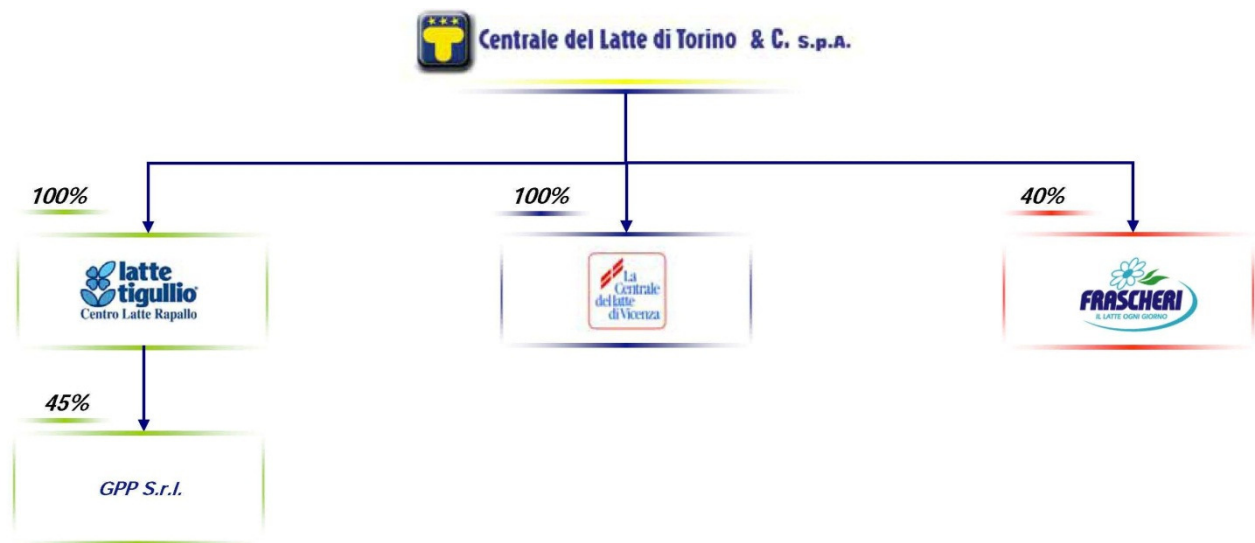 Centrale del Latte di Torino & C. S.p.A.
100%
100%
40%
latte
tigullio
Centro Latte Rapallo
La
Centrale
del latte
di Vicenza
FRASCHERI
IL LATTE OGNI GIORNO
45%
GPP S.r.l.